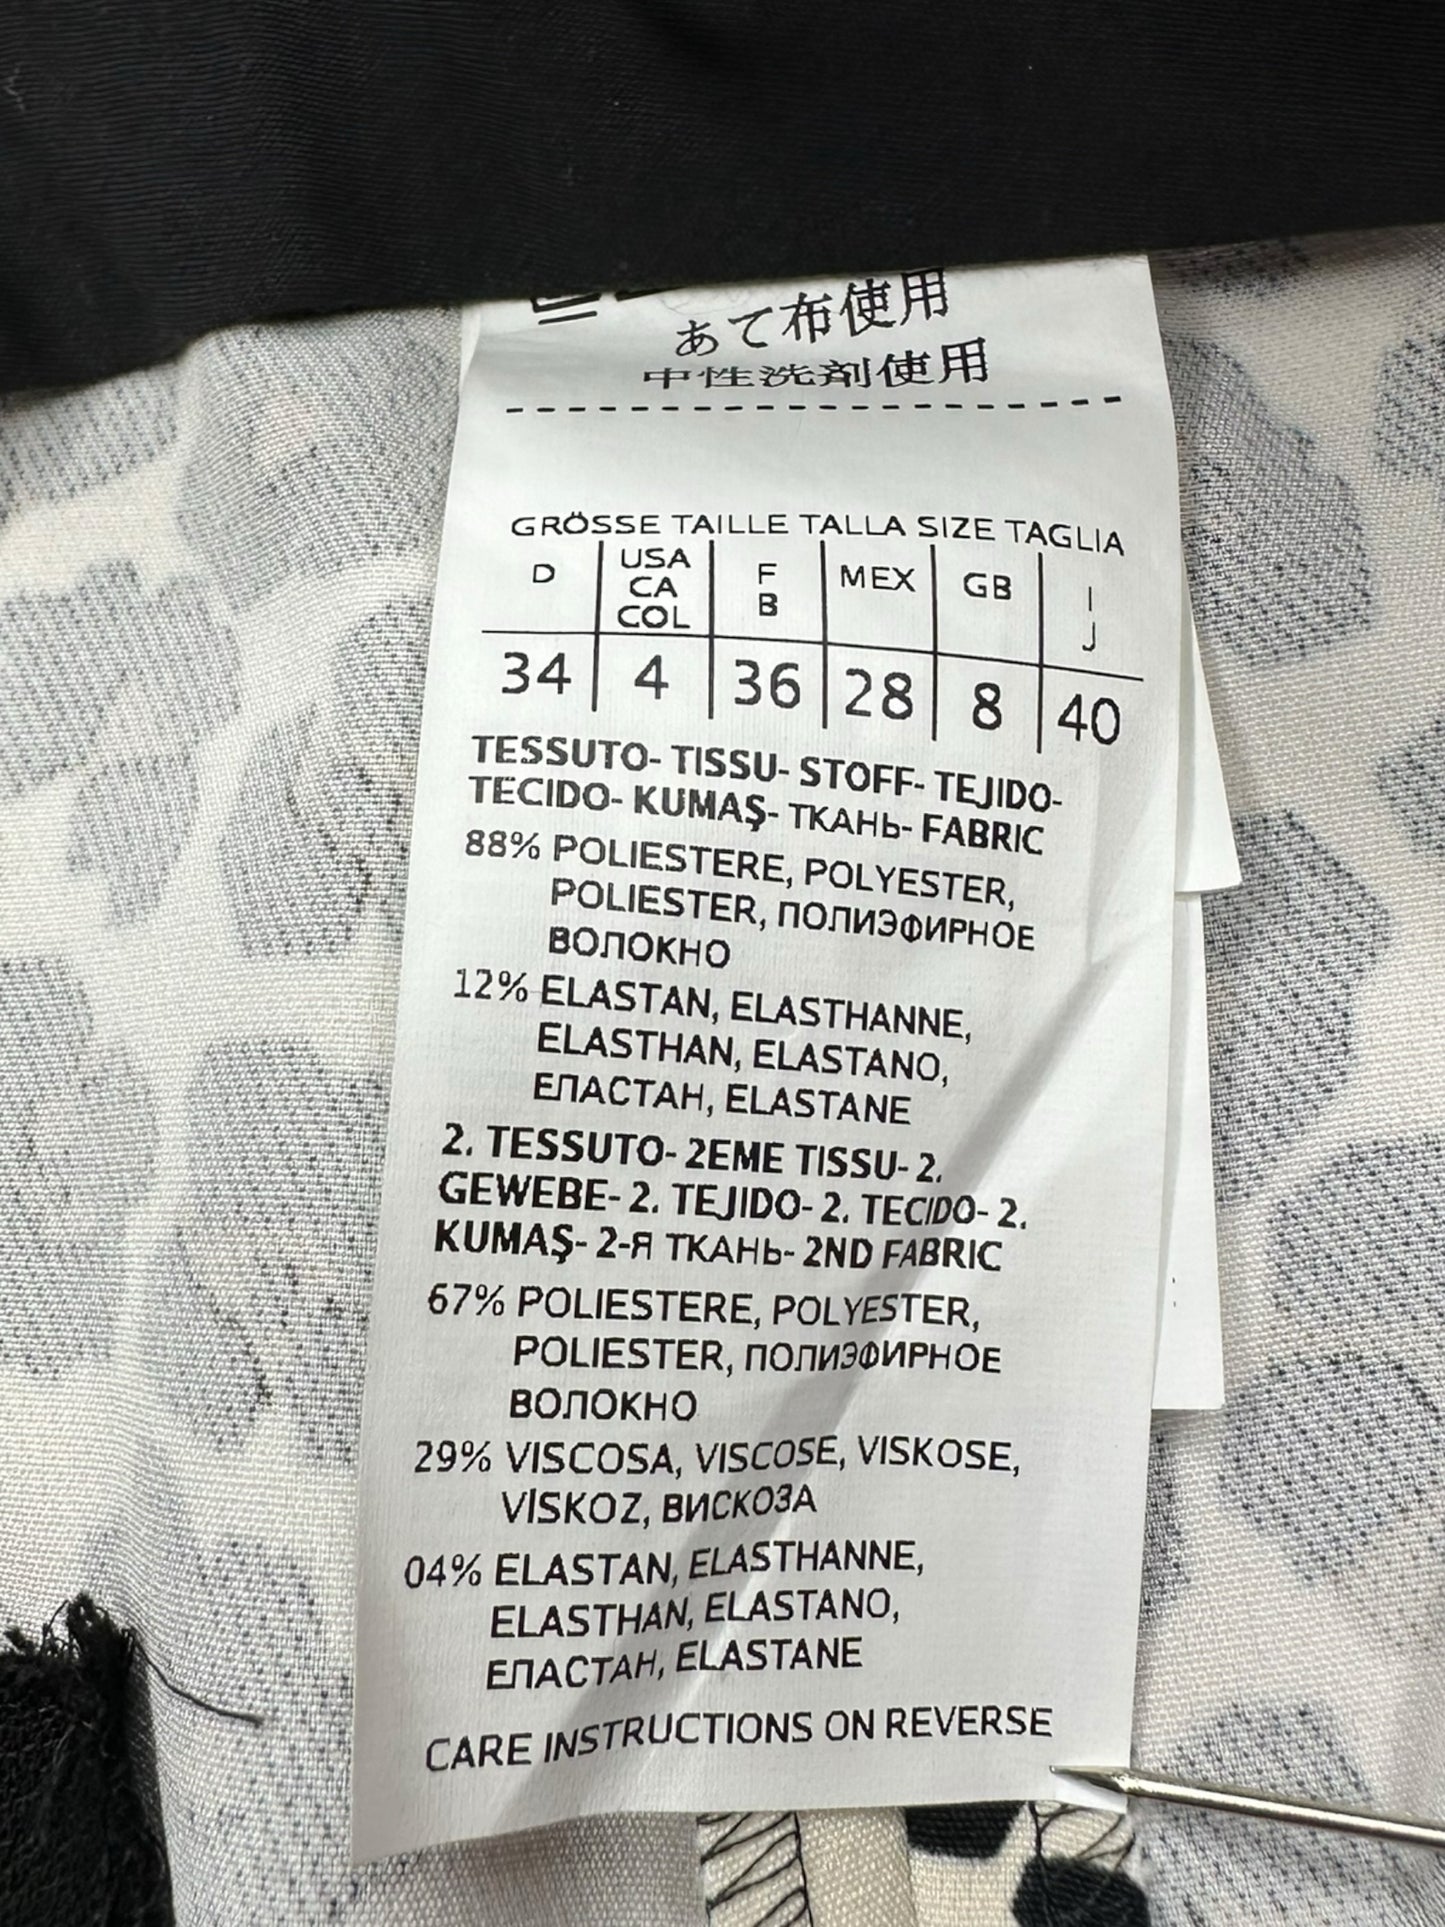 あて布使用
中性洗剤使用
GRÖSSE TAILLE TALLA SIZE TAGLIA
D USA CA COL F B MEX GB I J
34 4 36 28 8 40
TESSUTO- TISSU- STOFF- TEJIDO-
TECIDO- KUMAŞ- ТКАНЬ- FABRIC
88% POLIESTERE, POLYESTER,
POLIESTER, ПОЛИЭФИРНОЕ
ВОЛОКНО
12% ELASTAN, ELASTHANNE,
ELASTHAN, ELASTANO,
ЕЛАСТАН, ELASTANE
2. TESSUTO- 2EME TISSU- 2.
GEWEBE- 2. TEJIDO- 2. TECIDO- 2.
KUMAŞ- 2-Я ТКАНЬ- 2ND FABRIC
67% POLIESTERE, POLYESTER,
POLIESTER, ПОЛИЭФИРНОЕ
ВОЛОКНО
29% VISCOSA, VISCOSE, VISKOSE,
VİSKOZ, ВИСКОЗА
04% ELASTAN, ELASTHANNE,
ELASTHAN, ELASTANO,
ЕЛАСТАН, ELASTANE
CARE INSTRUCTIONS ON REVERSE